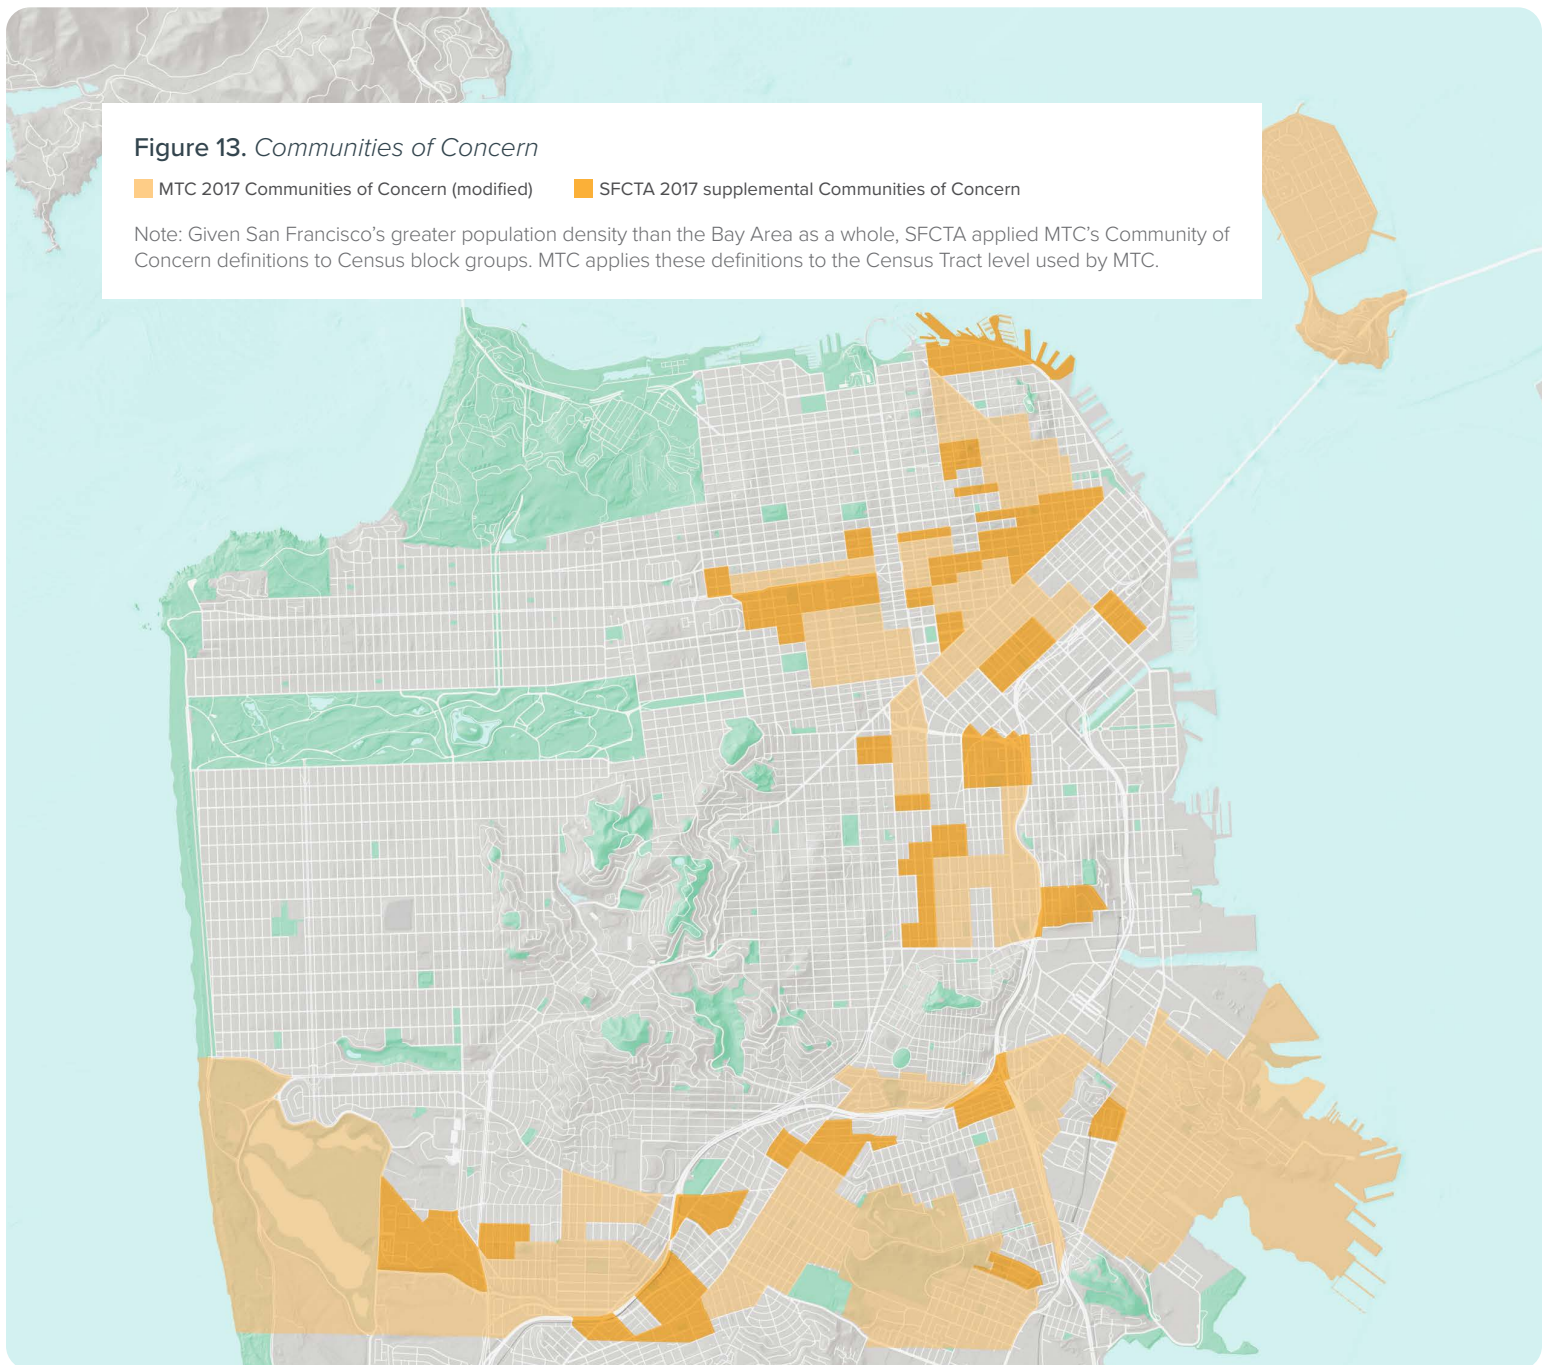 Figure 13. Communities of Concern
MTC 2017 Communities of Concern (modified) SFCTA 2017 supplemental Communities of Concern
Note: Given San Francisco’s greater population density than the Bay Area as a whole, SFCTA applied MTC’s Community of
Concern definitions to Census block groups. MTC applies these definitions to the Census Tract level used by MTC.